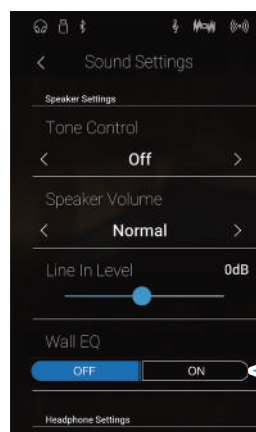 Sound Settings
Speaker Settings
Tone Control
Off
Speaker Volume
Normal
Line In Level 0dB
Wall EQ
OFF ON
Headphone Settings